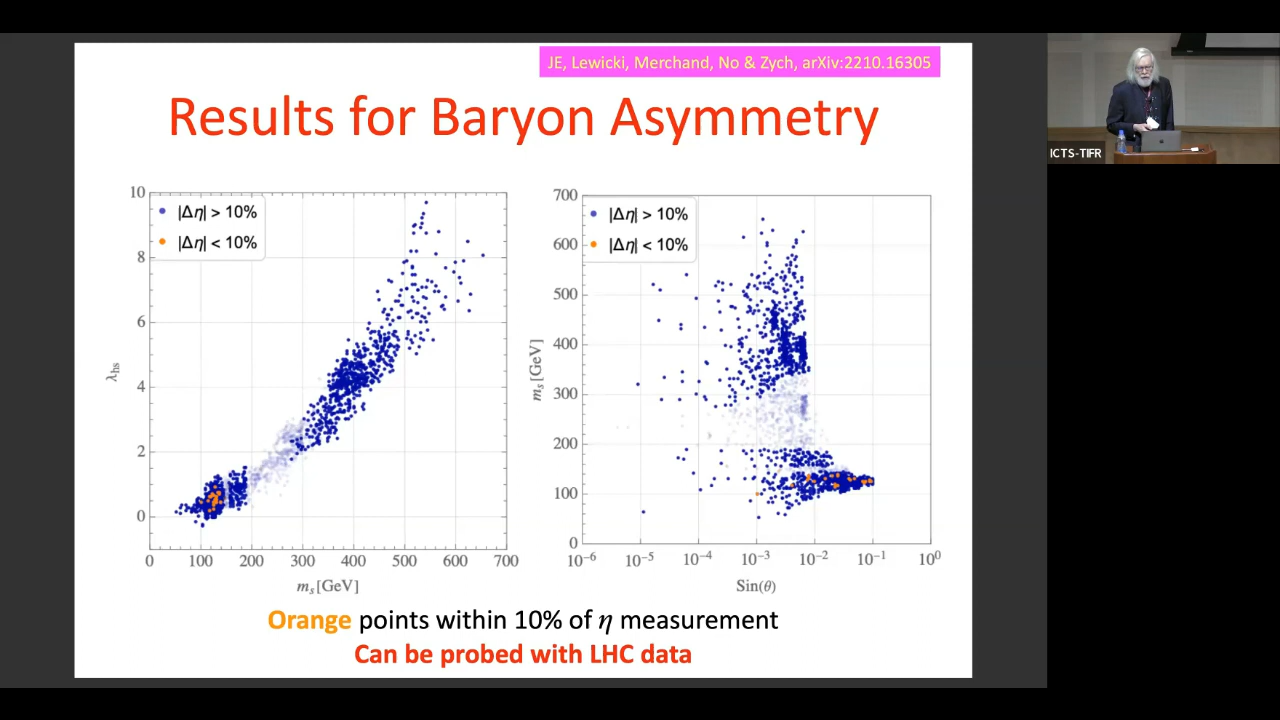 JE, Lewicki, Merchand, No & Zych, arXiv:2210.16305
Results for Baryon Asymmetry
ICTS-TIFR
10
8
6
4
2
0
λhs
|Δη| > 10%
|Δη| < 10%
0 100 200 300 400 500 600 700
ms[GeV]
700
600
500
400
300
200
100
0
ms[GeV]
|Δη| > 10%
|Δη| < 10%
10⁻⁶ 10⁻⁵ 10⁻⁴ 10⁻³ 10⁻² 10⁻¹ 10⁰
Sin(θ)
Orange points within 10% of η measurement
Can be probed with LHC data